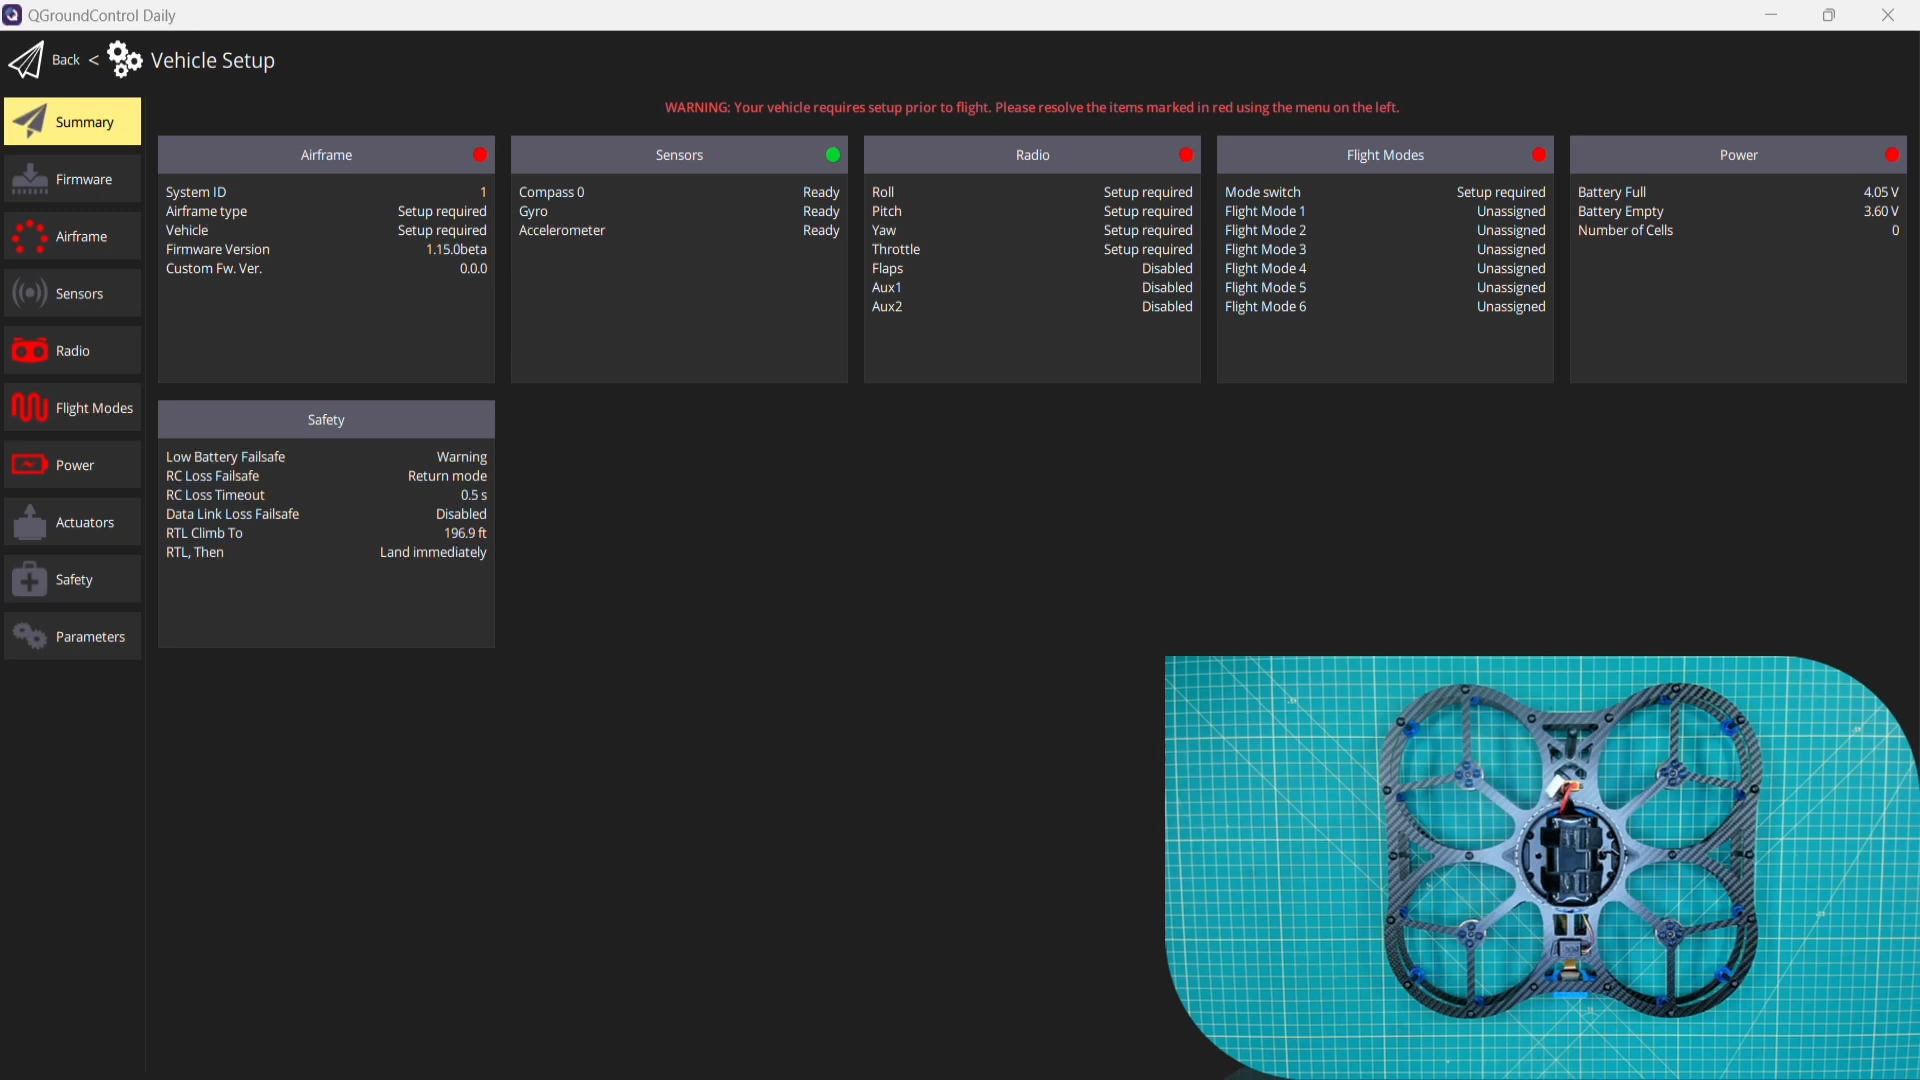 QGroundControl Daily
Back < Vehicle Setup
WARNING: Your vehicle requires setup prior to flight. Please resolve the items marked in red using the menu on the left.
Summary
Firmware
Airframe
Sensors
Radio
Flight Modes
Power
Actuators
Safety
Parameters
Airframe
System ID 1
Airframe type Setup required
Vehicle Setup required
Firmware Version 1.15.0beta
Custom Fw. Ver. 0.0.0
Sensors
Compass 0 Ready
Gyro Ready
Accelerometer Ready
Radio
Roll Setup required
Pitch Setup required
Yaw Setup required
Throttle Setup required
Flaps Disabled
Aux1 Disabled
Aux2 Disabled
Flight Modes
Mode switch Setup required
Flight Mode 1 Unassigned
Flight Mode 2 Unassigned
Flight Mode 3 Unassigned
Flight Mode 4 Unassigned
Flight Mode 5 Unassigned
Flight Mode 6 Unassigned
Power
Battery Full 4.05 V
Battery Empty 3.60 V
Number of Cells 0
Safety
Low Battery Failsafe Warning
RC Loss Failsafe Return mode
RC Loss Timeout 0.5 s
Data Link Loss Failsafe Disabled
RTL Climb To 196.9 ft
RTL, Then Land immediately